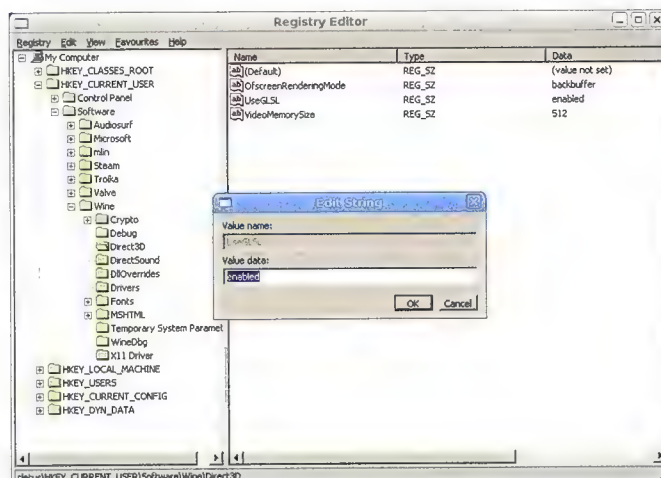 Registry Editor
Registry Edit View Favourites Help
My Computer
HKEY_CLASSES_ROOT
HKEY_CURRENT_USER
Control Panel
Software
Audiosurf
Microsoft
mlin
Steam
Troika
Valve
Wine
Crypto
Debug
Direct3D
DirectSound
DllOverrides
Drivers
Fonts
MSHTML
Temporary System Paramet
WineDbg
X11 Driver
HKEY_LOCAL_MACHINE
HKEY_USERS
HKEY_CURRENT_CONFIG
HKEY_DYN_DATA
Name Type Data
(Default) REG_SZ (value not set)
OfscreenRenderingMode REG_SZ backbuffer
UseGLSL REG_SZ enabled
VideoMemorySize REG_SZ 512
Edit String
Value name:
UseGLSL
Value data:
enabled
OK Cancel
debug\HKEY_CURRENT_USER\Software\Wine\Direct3D